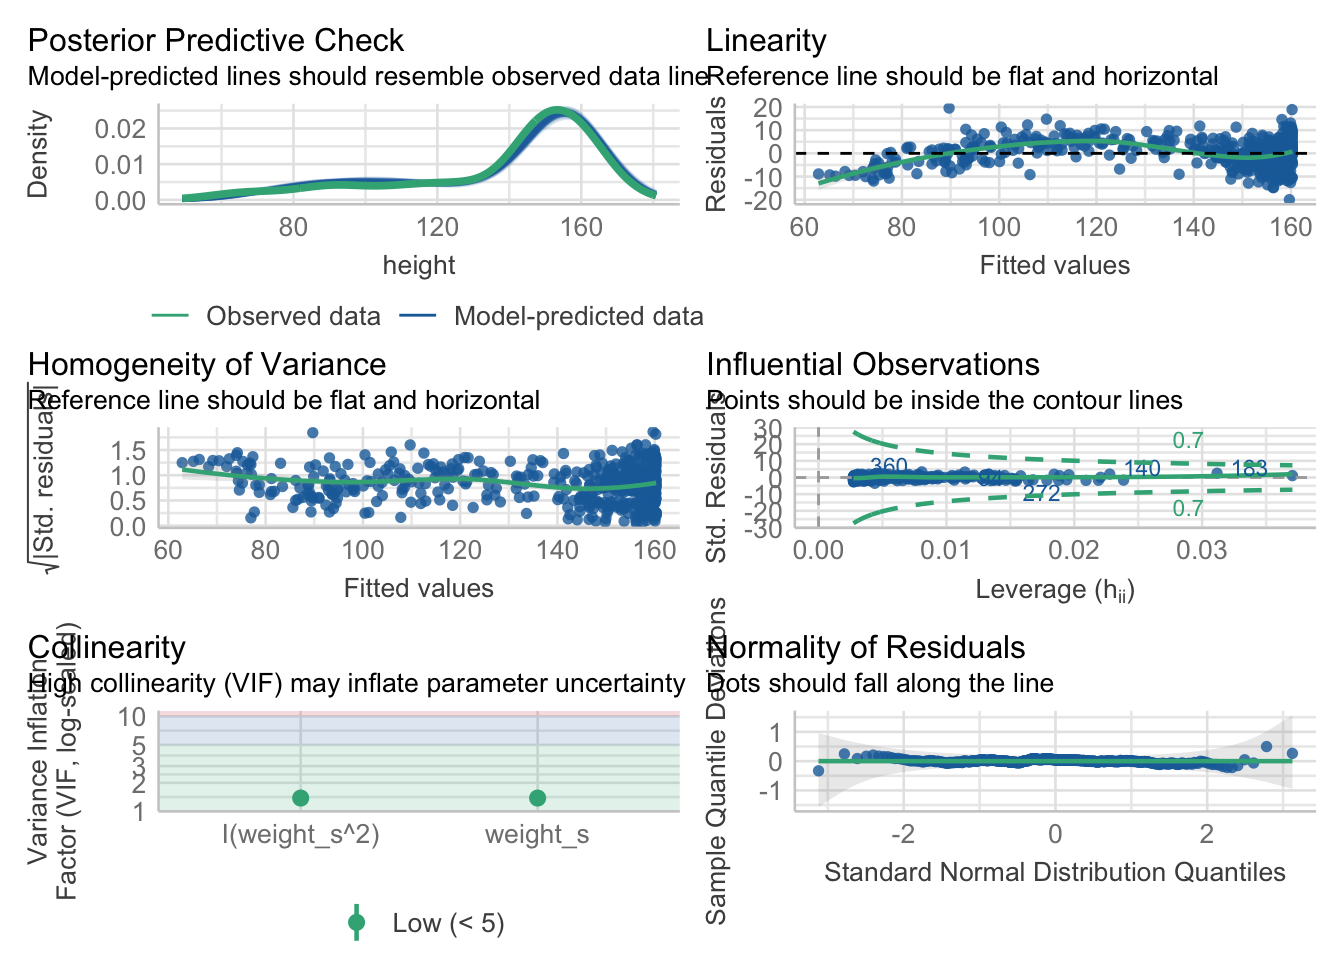 Posterior Predictive Check
Model-predicted lines should resemble observed data line
Density
0.02
0.01
0.00
80
120
160
height
Observed data
Model-predicted data
Linearity
Reference line should be flat and horizontal
Residuals
20
10
0
-10
-20
60
80
100
120
140
160
Fitted values
Homogeneity of Variance
Reference line should be flat and horizontal
√|Std. residuals|
1.5
1.0
0.5
0.0
60
80
100
120
140
160
Fitted values
Influential Observations
Points should be inside the contour lines
Std. Residuals
30
20
10
0
-10
-20
-30
0.7
360
140
183
272
0.7
0.00
0.01
0.02
0.03
Leverage (hii)
Collinearity
High collinearity (VIF) may inflate parameter uncertainty
Variance Inflation
Factor (VIF, log-scaled)
10
5
3
2
1
I(weight_s^2)
weight_s
Low (< 5)
Normality of Residuals
Dots should fall along the line
Sample Quantile Deviations
1
0
-1
-2
0
2
Standard Normal Distribution Quantiles